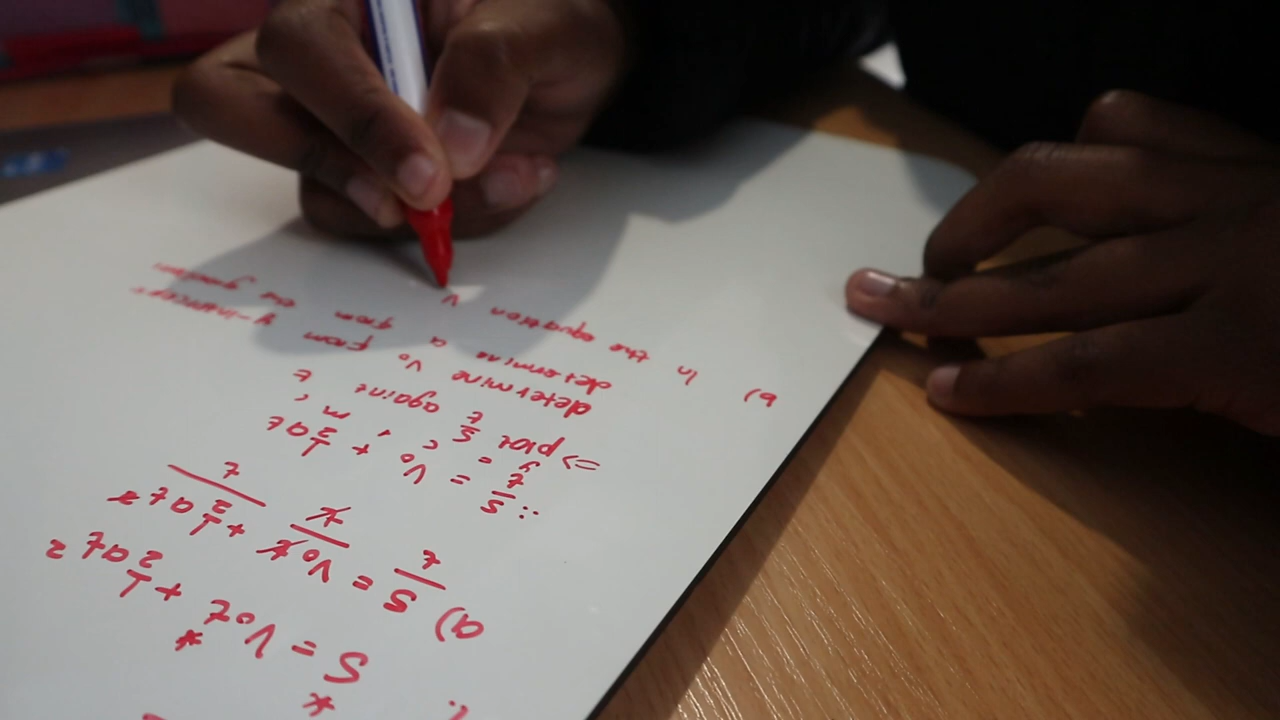 * *
S = V₀t + ½at²
a) S/t = V₀t/t + ½at²/t
∴ S/t = V₀ + ½at
y = c , m ,
=> plot S/t against t
determine V₀ from y-intercept
determine a from the gradient
b) In the equation v